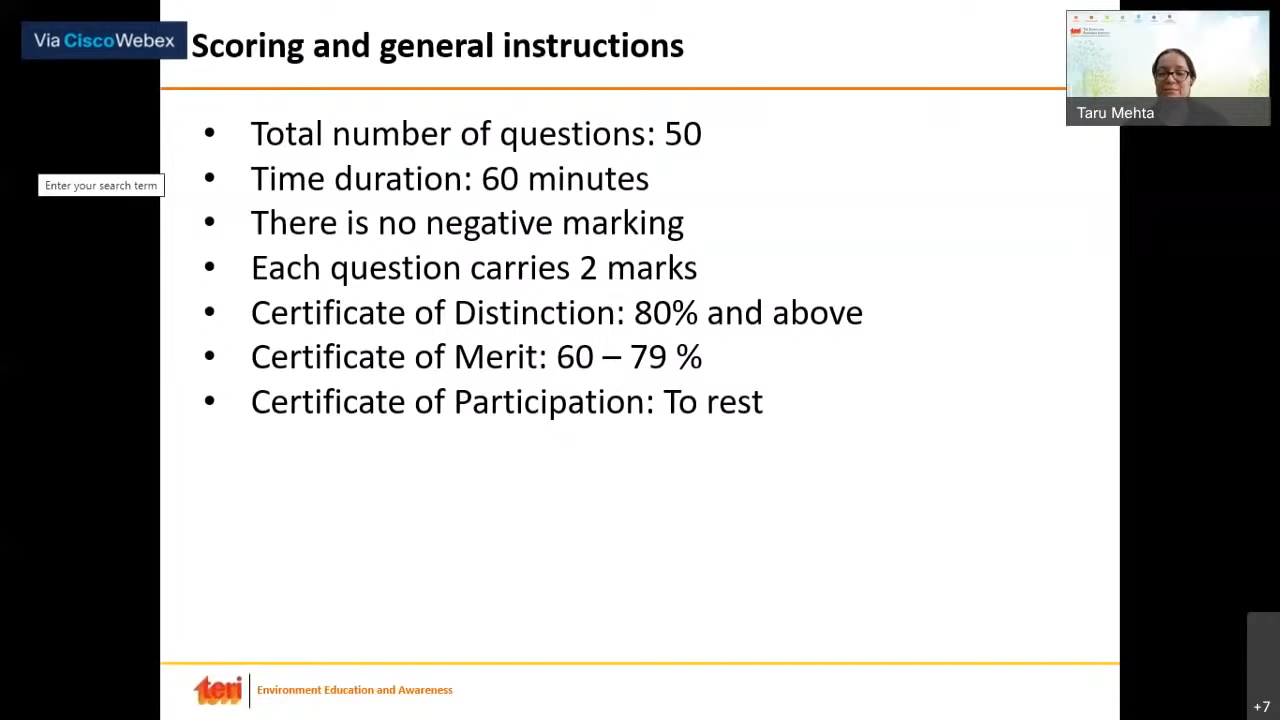 Via CiscoWebex
Scoring and general instructions
Taru Mehta
• Total number of questions: 50
• Time duration: 60 minutes
Enter your search term
• There is no negative marking
• Each question carries 2 marks
• Certificate of Distinction: 80% and above
• Certificate of Merit: 60 – 79 %
• Certificate of Participation: To rest
teri
Environment Education and Awareness
+7